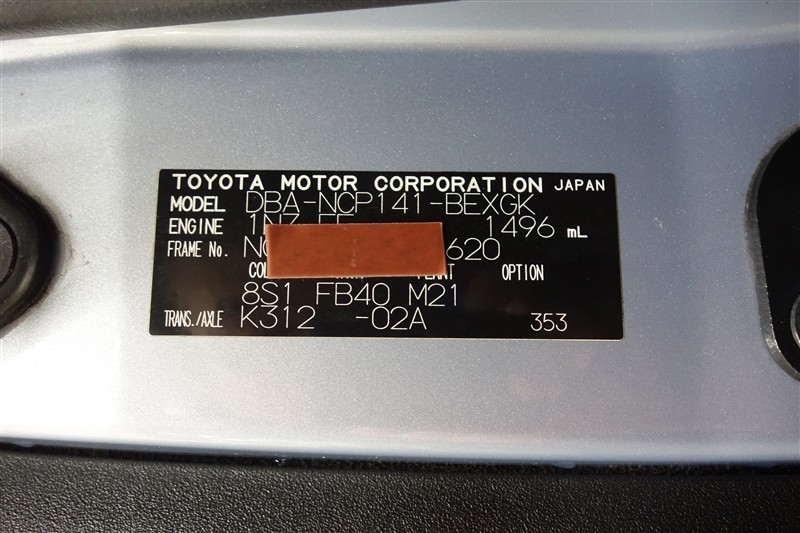 TOYOTA MOTOR CORPORATION JAPAN
MODEL DBA-NCP141-BEXGK
ENGINE 1496 mL
FRAME No. 620
OPTION
8S1 FB40 M21
TRANS./AXLE K312 -02A 353